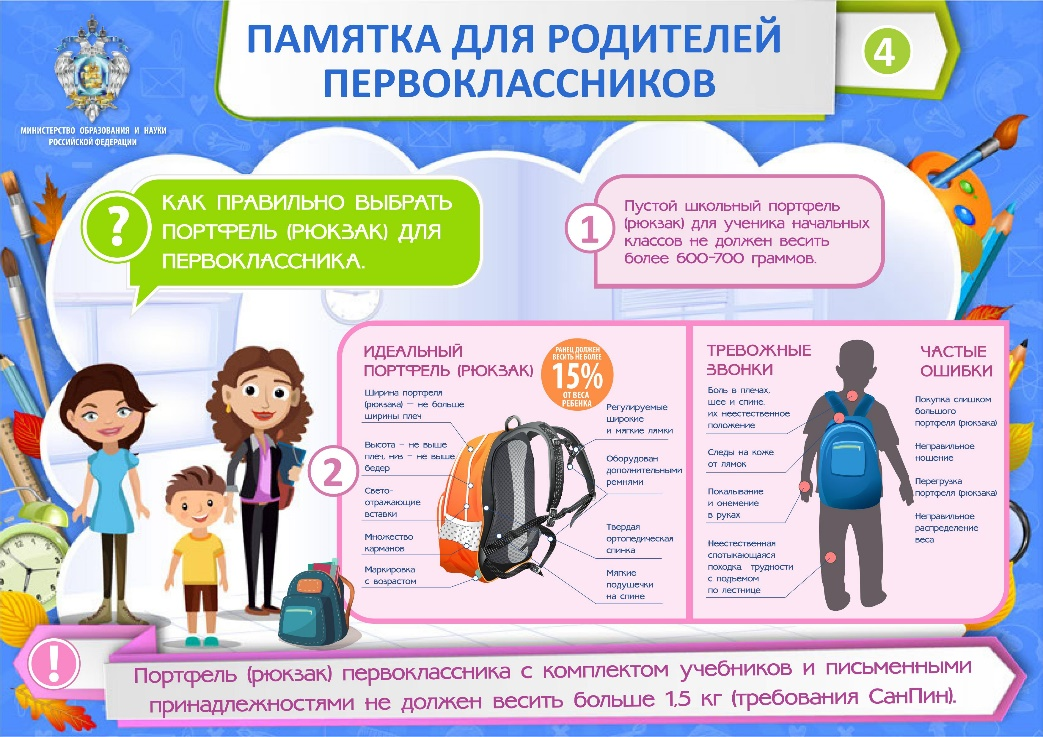 ПАМЯТКА ДЛЯ РОДИТЕЛЕЙ
ПЕРВОКЛАССНИКОВ
4
МИНИСТЕРСТВО ОБРАЗОВАНИЯ И НАУКИ
РОССИЙСКОЙ ФЕДЕРАЦИИ
?
КАК ПРАВИЛЬНО ВЫБРАТЬ
ПОРТФЕЛЬ (РЮКЗАК) ДЛЯ
ПЕРВОКЛАССНИКА.
1
Пустой школьный портфель
(рюкзак) для ученика начальных
классов не должен весить
более 600-700 граммов.
2
ИДЕАЛЬНЫЙ
ПОРТФЕЛЬ (РЮКЗАК)
РАНЕЦ ДОЛЖЕН
ВЕСИТЬ НЕ БОЛЕЕ
15%
ОТ ВЕСА
РЕБЕНКА
Ширина портфеля
(рюкзака) – не больше
ширины плеч
Высота – не выше
плеч, низ – не выше
бедер
Свето-
отражающие
вставки
Множество
карманов
Маркировка
с возрастом
Регулируемые
широкие
и мягкие лямки
Оборудован
дополнительными
ремнями
Твердая
ортопедическая
спинка
Мягкие
подушечки
на спине
ТРЕВОЖНЫЕ
ЗВОНКИ
Боль в плечах,
шее и спине,
их неестественное
положение
Следы на коже
от лямок
Покалывание
и онемение
в руках
Неестественная
спотыкающаяся
походка, трудности
с подъемом
по лестнице
ЧАСТЫЕ
ОШИБКИ
Покупка слишком
большого
портреля (рюкзака)
Неправильное
ношение
Перегрузка
портфеля (рюкзака)
Неправильное
распределение
веса
!
Портфель (рюкзак) первоклассника с комплектом учебников и письменными
принадлежностями не должен весить больше 1,5 кг (требования СанПин).